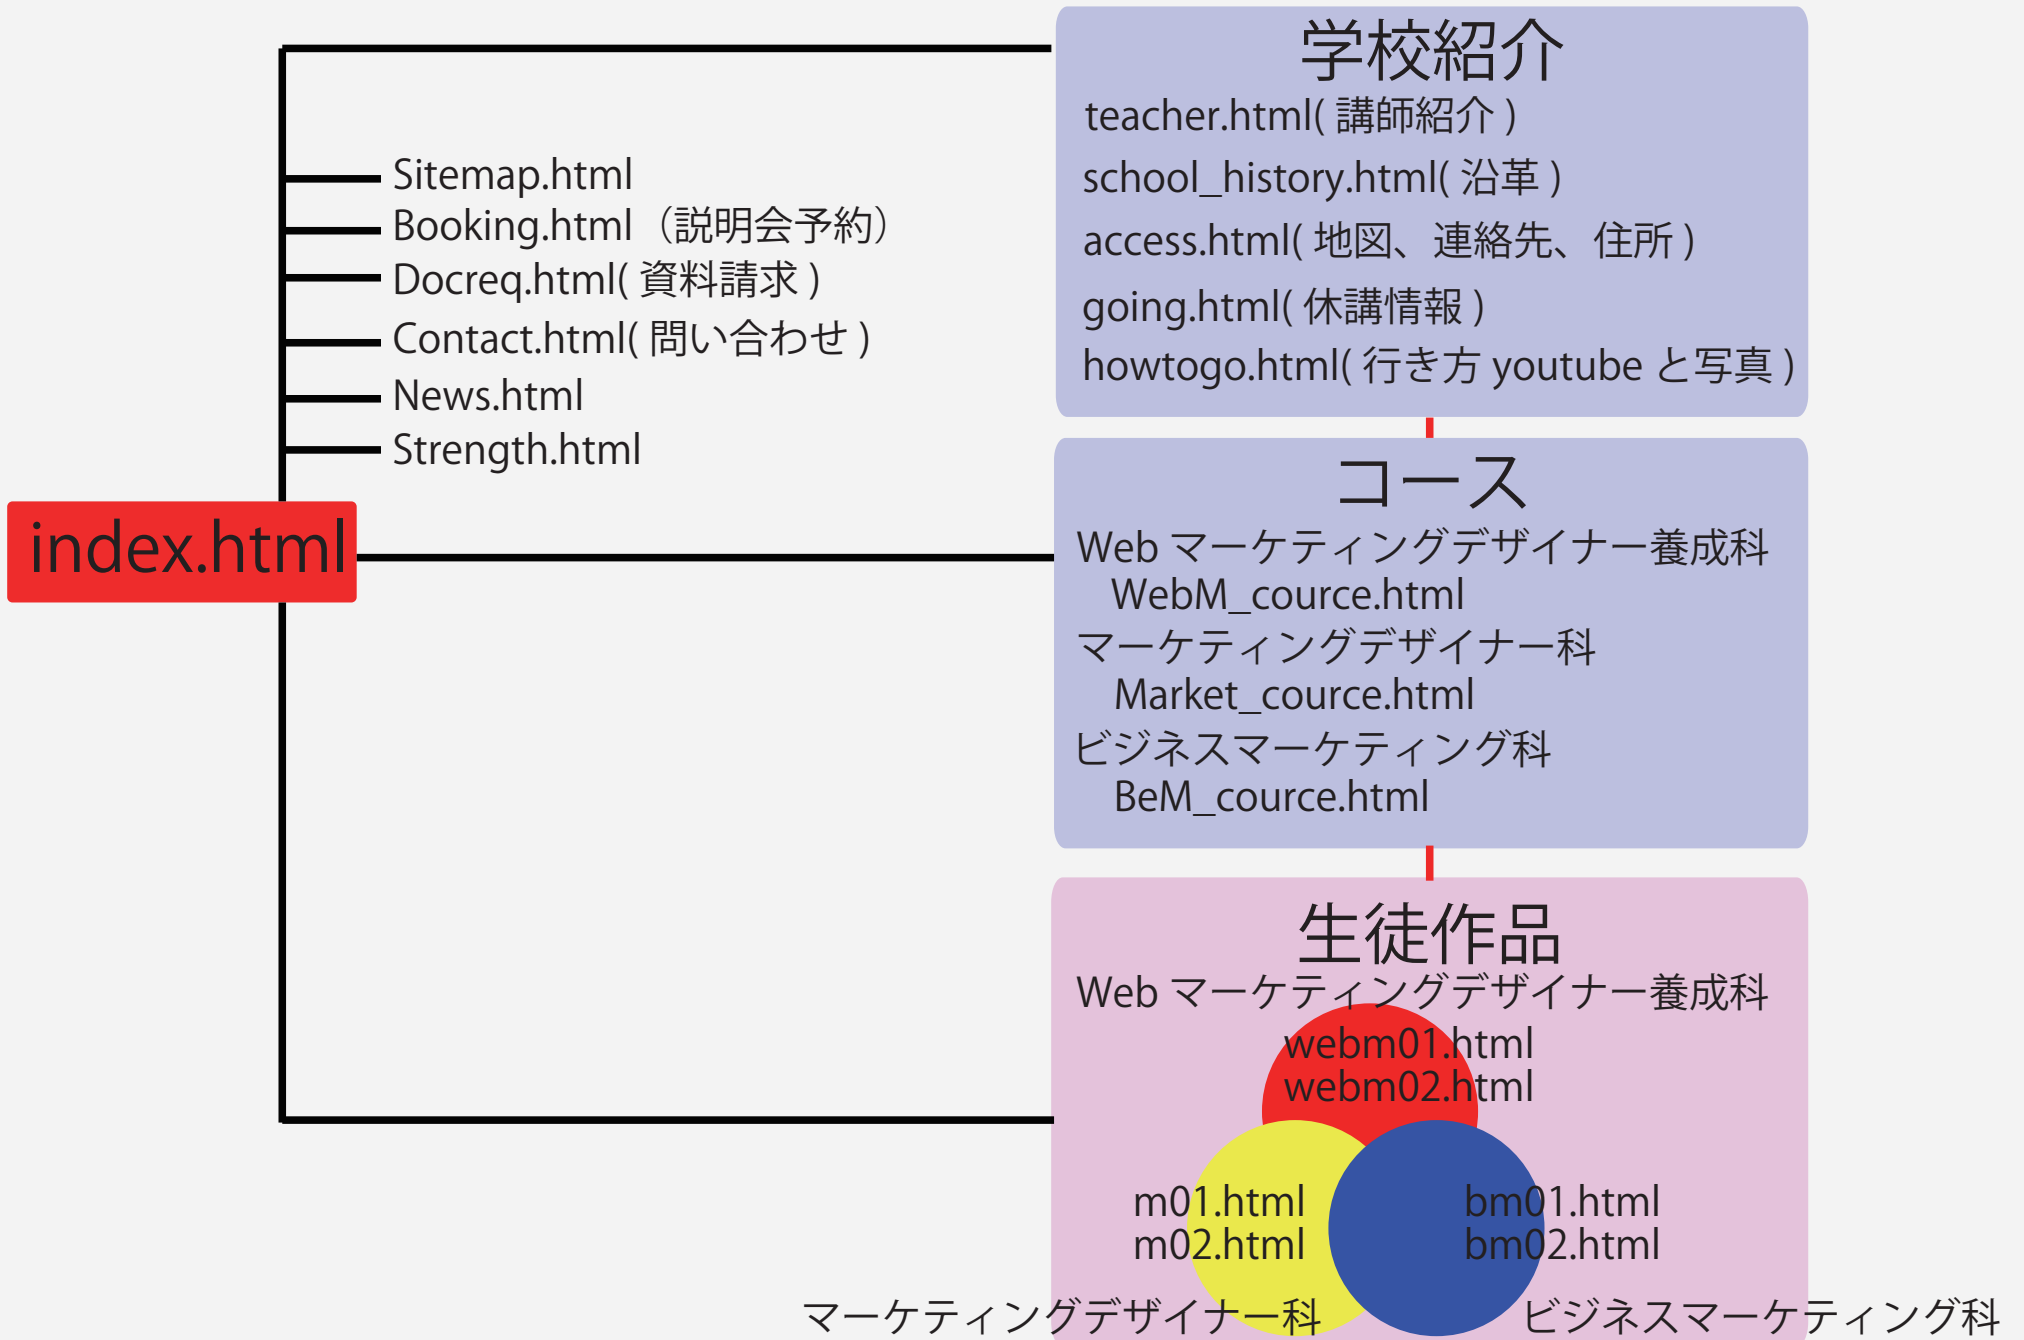 学校紹介
teacher.html( 講師紹介 )
school_history.html( 沿革 )
access.html( 地図、連絡先、住所 )
going.html( 休講情報 )
howtogo.html( 行き方 youtube と写真 )
Sitemap.html
Booking.html（説明会予約）
Docreq.html( 資料請求 )
Contact.html( 問い合わせ )
News.html
Strength.html
index.html
コース
Web マーケティングデザイナー養成科
WebM_cource.html
マーケティングデザイナー科
Market_cource.html
ビジネスマーケティング科
BeM_cource.html
生徒作品
Web マーケティングデザイナー養成科
webm01.html
webm02.html
m01.html
m02.html
bm01.html
bm02.html
マーケティングデザイナー科
ビジネスマーケティング科